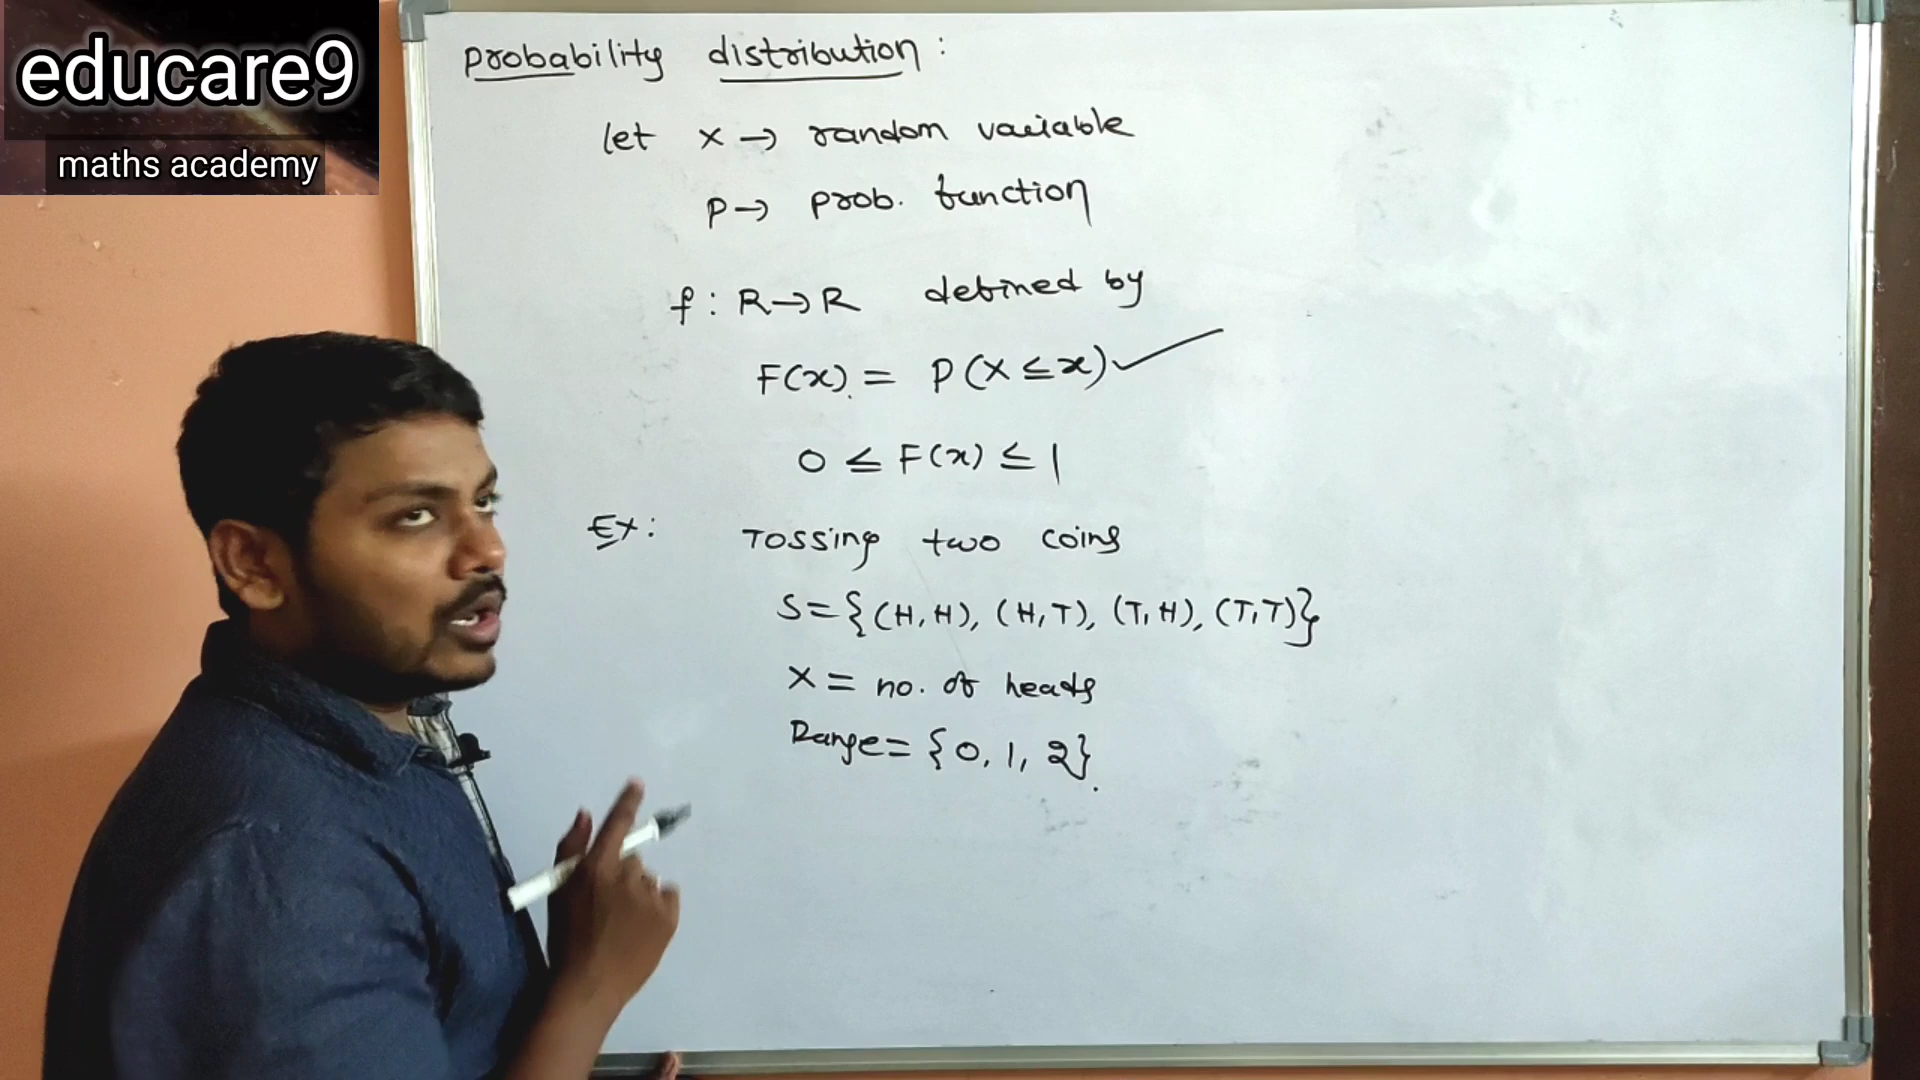 educare9
maths academy
probability distribution :
let X → random variable
P → prob. function
f : R → R defined by
F(x) = P(X ≤ x) ✓
0 ≤ F(x) ≤ 1
Ex : Tossing two coins
S = {(H,H), (H,T), (T,H), (T,T)}
X = no. of heads
Range = {0, 1, 2}.